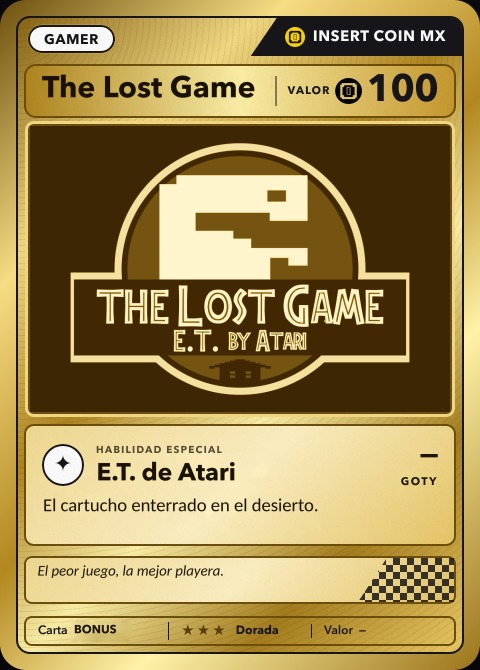 GAMER
INSERT COIN MX
The Lost Game
VALOR 100
THE LOST GAME
E.T. BY ATARI
HABILIDAD ESPECIAL
E.T. de Atari
–
GOTY
El cartucho enterrado en el desierto.
El peor juego, la mejor playera.
Carta BONUS
★ ★ ★ Dorada
Valor –